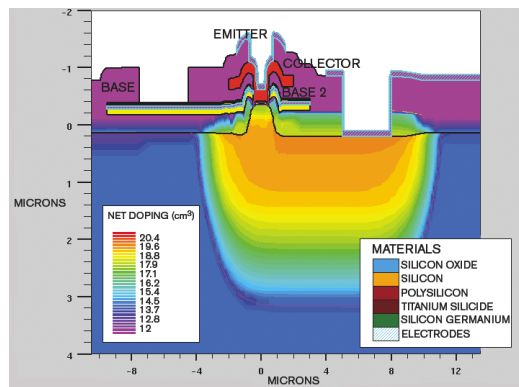 -2
-1
0
1
2
3
4
MICRONS
EMITTER
COLLECTOR
BASE
BASE 2
NET DOPING (cm³)
20.4
19.6
18.8
17.9
17.1
16.2
15.4
14.5
13.7
12.8
12
MATERIALS
SILICON OXIDE
SILICON
POLYSILICON
TITANIUM SILICIDE
SILICON GERMANIUM
ELECTRODES
-8
-4
0
4
8
12
MICRONS